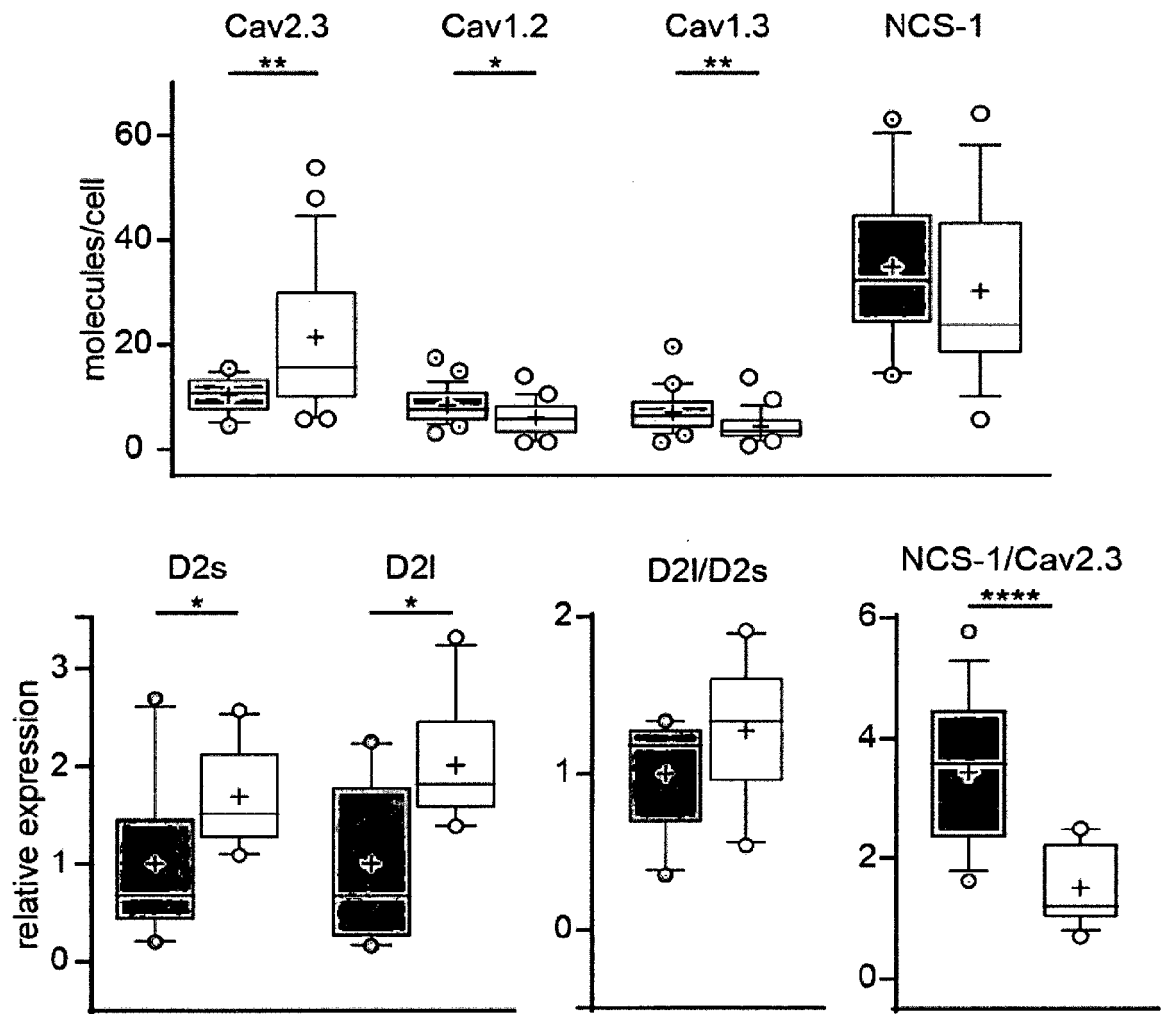 Cav2.3 Cav1.2 Cav1.3 NCS-1
** * **
molecules/cell
60
40
20
0
D2s D2l D2l/D2s NCS-1/Cav2.3
* * ****
relative expression
3
2
1
0
2
1
0
6
4
2
0